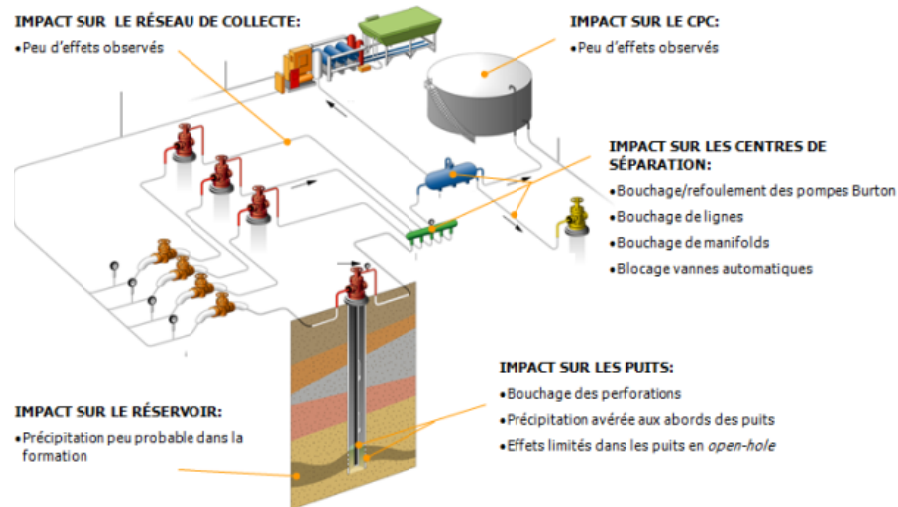 IMPACT SUR LE RÉSEAU DE COLLECTE:
•Peu d'effets observés
IMPACT SUR LE CPC:
•Peu d'effets observés
IMPACT SUR LES CENTRES DE
SÉPARATION:
•Bouchage/refoulement des pompes Burton
•Bouchage de lignes
•Bouchage de manifolds
•Blocage vannes automatiques
IMPACT SUR LES PUITS:
•Bouchage des perforations
•Précipitation avérée aux abords des puits
•Effets limités dans les puits en open-hole
IMPACT SUR LE RÉSERVOIR:
•Précipitation peu probable dans la
formation